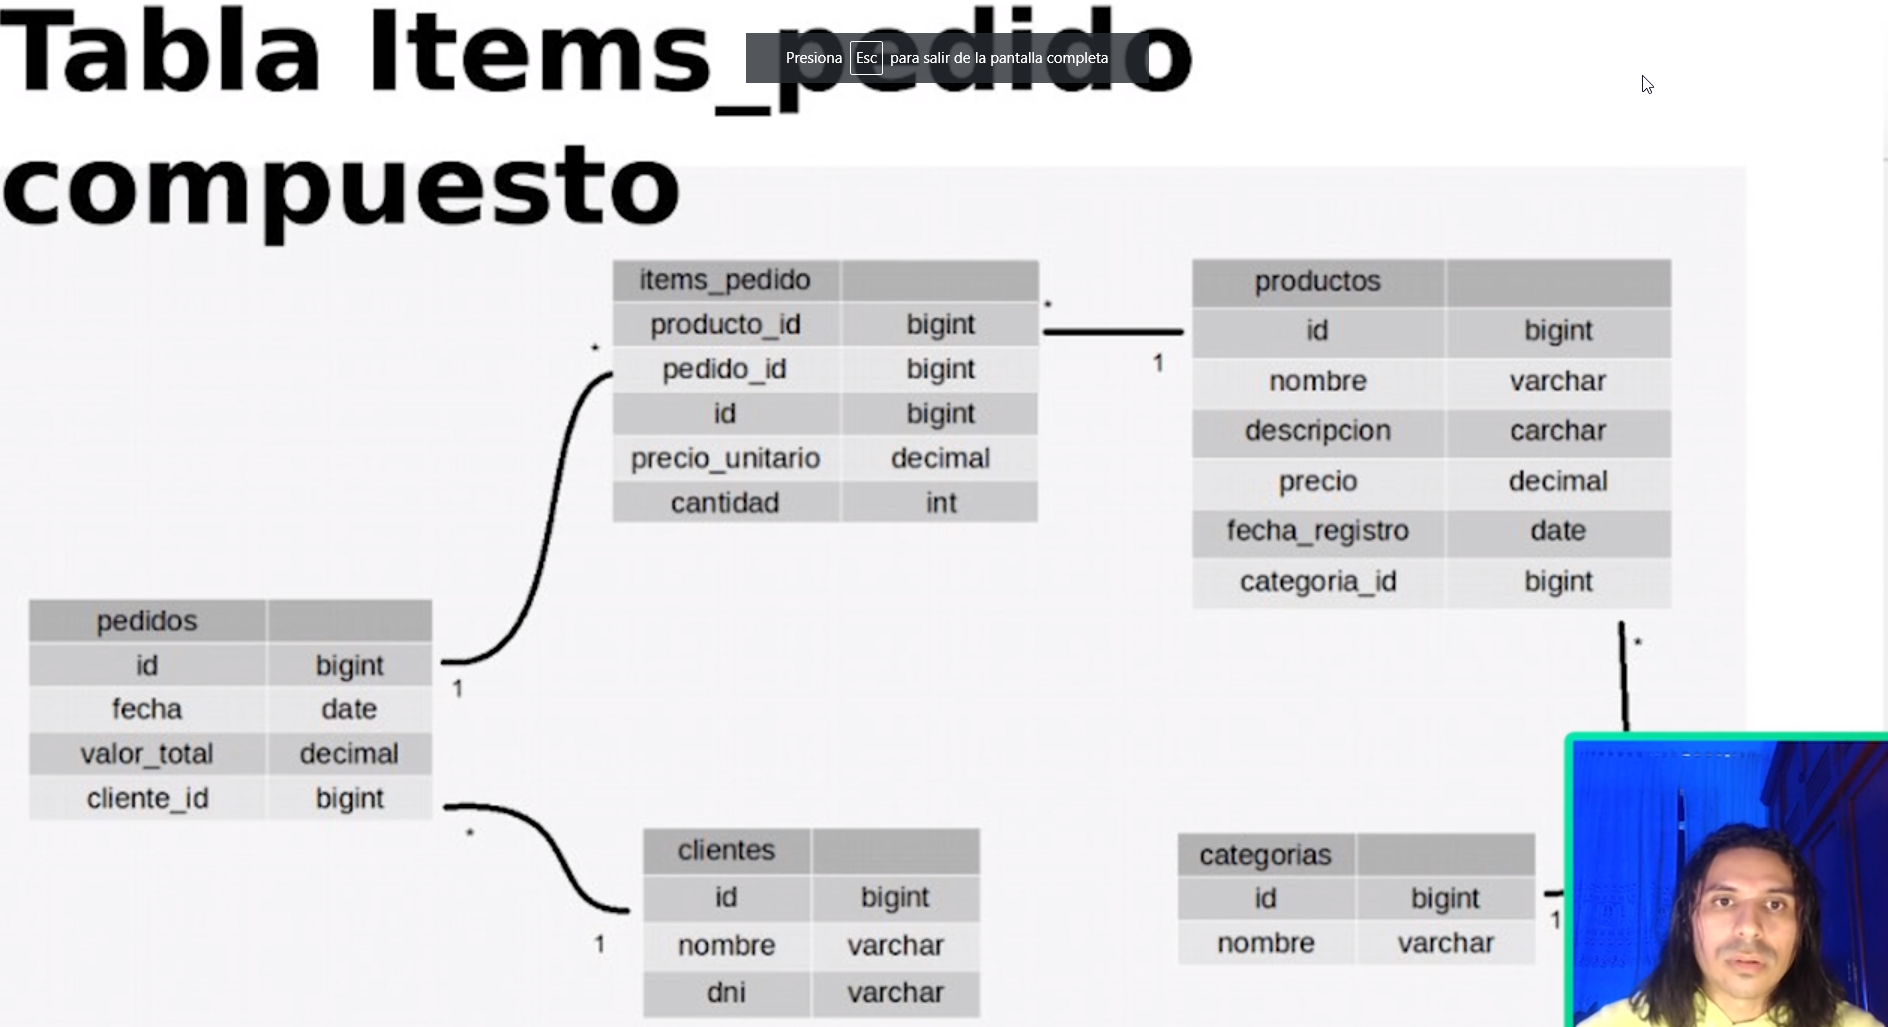 Tabla Items_pedido
Presiona Esc para salir de la pantalla completa
compuesto
items_pedido
producto_id bigint
pedido_id bigint
id bigint
precio_unitario decimal
cantidad int
*
1
*
productos
id bigint
nombre varchar
descripcion carchar
precio decimal
fecha_registro date
categoria_id bigint
*
pedidos
id bigint
fecha date
valor_total decimal
cliente_id bigint
1
*
1
clientes
id bigint
nombre varchar
dni varchar
categorias
id bigint
nombre varchar
1